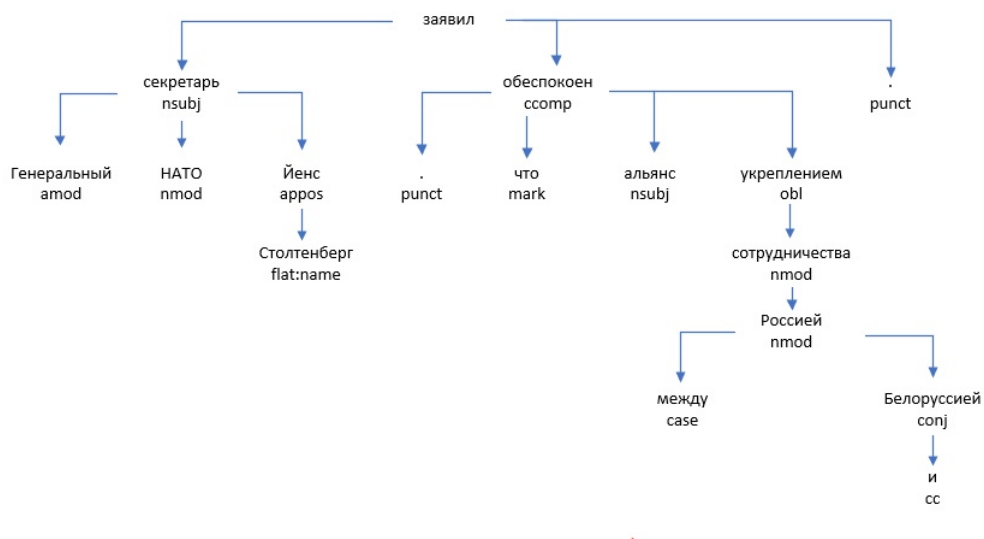 заявил
секретарь
nsubj
обеспокоен
ccomp
.
punct
Генеральный
amod
НАТО
nmod
Йенс
appos
.
punct
что
mark
альянс
nsubj
укреплением
obl
Столтенберг
flat:name
сотрудничества
nmod
Россией
nmod
между
case
Белоруссией
conj
и
cc